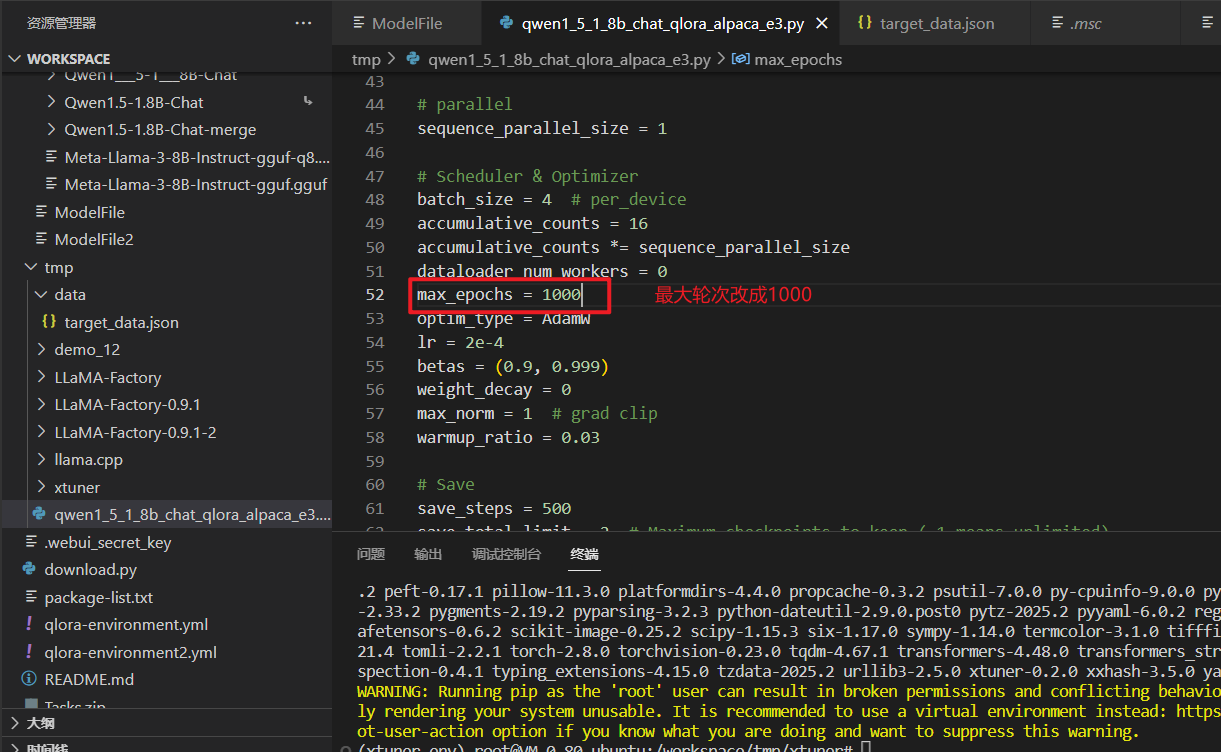 资源管理器
WORKSPACE
Qwen1___5-1___8B-Chat
Qwen1.5-1.8B-Chat
Qwen1.5-1.8B-Chat-merge
Meta-Llama-3-8B-Instruct-gguf-q8....
Meta-Llama-3-8B-Instruct-gguf.gguf
ModelFile
ModelFile2
tmp
data
target_data.json
demo_12
LLaMA-Factory
LLaMA-Factory-0.9.1
LLaMA-Factory-0.9.1-2
llama.cpp
xtuner
qwen1_5_1_8b_chat_qlora_alpaca_e3....
.webui_secret_key
download.py
package-list.txt
qlora-environment.yml
qlora-environment2.yml
README.md
Tasks.zip
大纲
时间线
ModelFile
qwen1_5_1_8b_chat_qlora_alpaca_e3.py
target_data.json
.msc
tmp > qwen1_5_1_8b_chat_qlora_alpaca_e3.py > max_epochs
43
44 # parallel
45 sequence_parallel_size = 1
46
47 # Scheduler & Optimizer
48 batch_size = 4  # per_device
49 accumulative_counts = 16
50 accumulative_counts *= sequence_parallel_size
51 dataloader_num_workers = 0
52 max_epochs = 1000 最大轮次改成1000
53 optim_type = AdamW
54 lr = 2e-4
55 betas = (0.9, 0.999)
56 weight_decay = 0
57 max_norm = 1  # grad clip
58 warmup_ratio = 0.03
59
60 # Save
61 save_steps = 500
62 save_total_limit = 2  # Maximum checkpoints to keep (-1 means unlimited)
问题 输出 调试控制台 终端
.2 peft-0.17.1 pillow-11.3.0 platformdirs-4.4.0 propcache-0.3.2 psutil-7.0.0 py-cpuinfo-9.0.0 py
-2.33.2 pygments-2.19.2 pyparsing-3.2.3 python-dateutil-2.9.0.post0 pytz-2025.2 pyyaml-6.0.2 reg
afetensors-0.6.2 scikit-image-0.25.2 scipy-1.15.3 six-1.17.0 sympy-1.14.0 termcolor-3.1.0 tifffi
21.4 tomli-2.2.1 torch-2.8.0 torchvision-0.23.0 tqdm-4.67.1 transformers-4.48.0 transformers_str
spection-0.4.1 typing_extensions-4.15.0 tzdata-2025.2 urllib3-2.5.0 xtuner-0.2.0 xxhash-3.5.0 ya
WARNING: Running pip as the 'root' user can result in broken permissions and conflicting behavio
ly rendering your system unusable. It is recommended to use a virtual environment instead: https
ot-user-action option if you know what you are doing and want to suppress this warning.
(xtuner-env) root@VM-0-80-ubuntu:/workspace/tmp/xtuner#